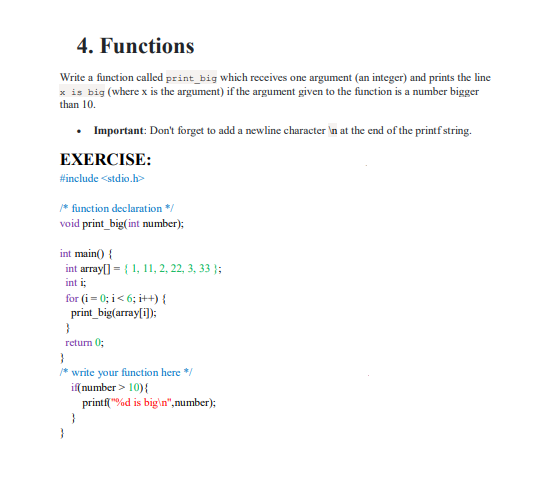 4. Functions
Write a function called print_big which receives one argument (an integer) and prints the line
x is big (where x is the argument) if the argument given to the function is a number bigger
than 10.
• Important: Don't forget to add a newline character \n at the end of the printf string.
EXERCISE:
#include <stdio.h>
/* function declaration */
void print_big(int number);
int main() {
int array[] = { 1, 11, 2, 22, 3, 33 };
int i;
for (i = 0; i < 6; i++) {
print_big(array[i]);
}
return 0;
}
/* write your function here */
if(number > 10){
printf("%d is big\n",number);
}
}